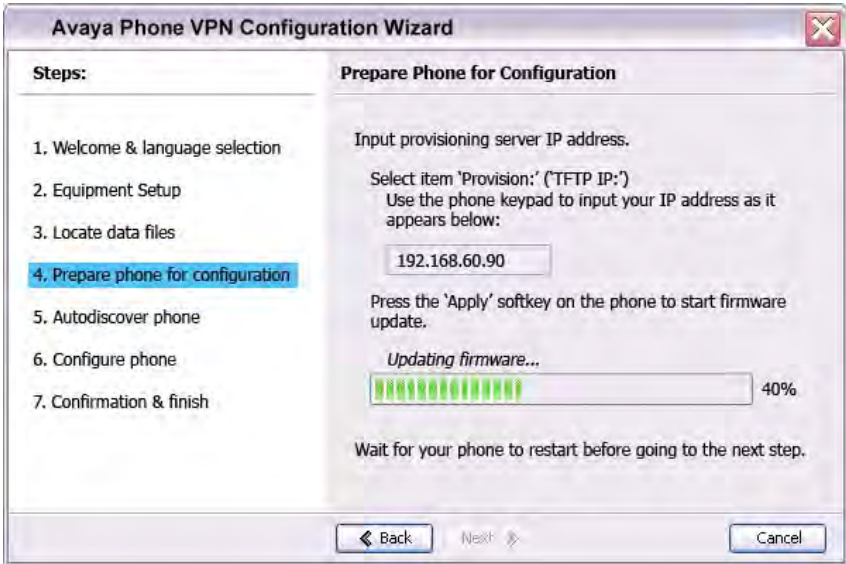 Avaya Phone VPN Configuration Wizard
Steps:
1. Welcome & language selection
2. Equipment Setup
3. Locate data files
4. Prepare phone for configuration
5. Autodiscover phone
6. Configure phone
7. Confirmation & finish
Prepare Phone for Configuration
Input provisioning server IP address.
Select item 'Provision:' ('TFTP IP:')
Use the phone keypad to input your IP address as it
appears below:
192.168.60.90
Press the 'Apply' softkey on the phone to start firmware
update.
Updating firmware...
40%
Wait for your phone to restart before going to the next step.
Back
Next
Cancel